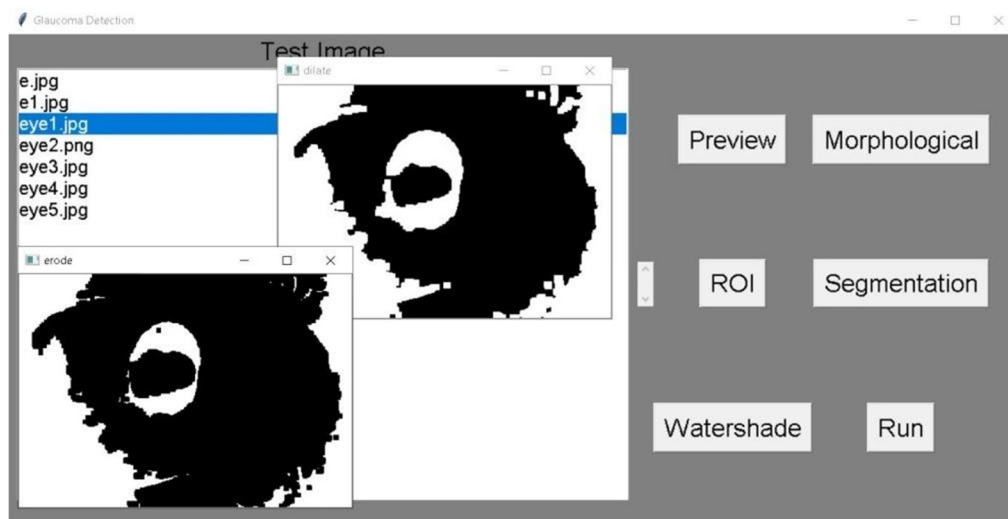 Glaucoma Detection
Test Image
dilate
e.jpg
e1.jpg
eye1.jpg
eye2.png
eye3.jpg
eye4.jpg
eye5.jpg
erode
Preview
Morphological
ROI
Segmentation
Watershade
Run